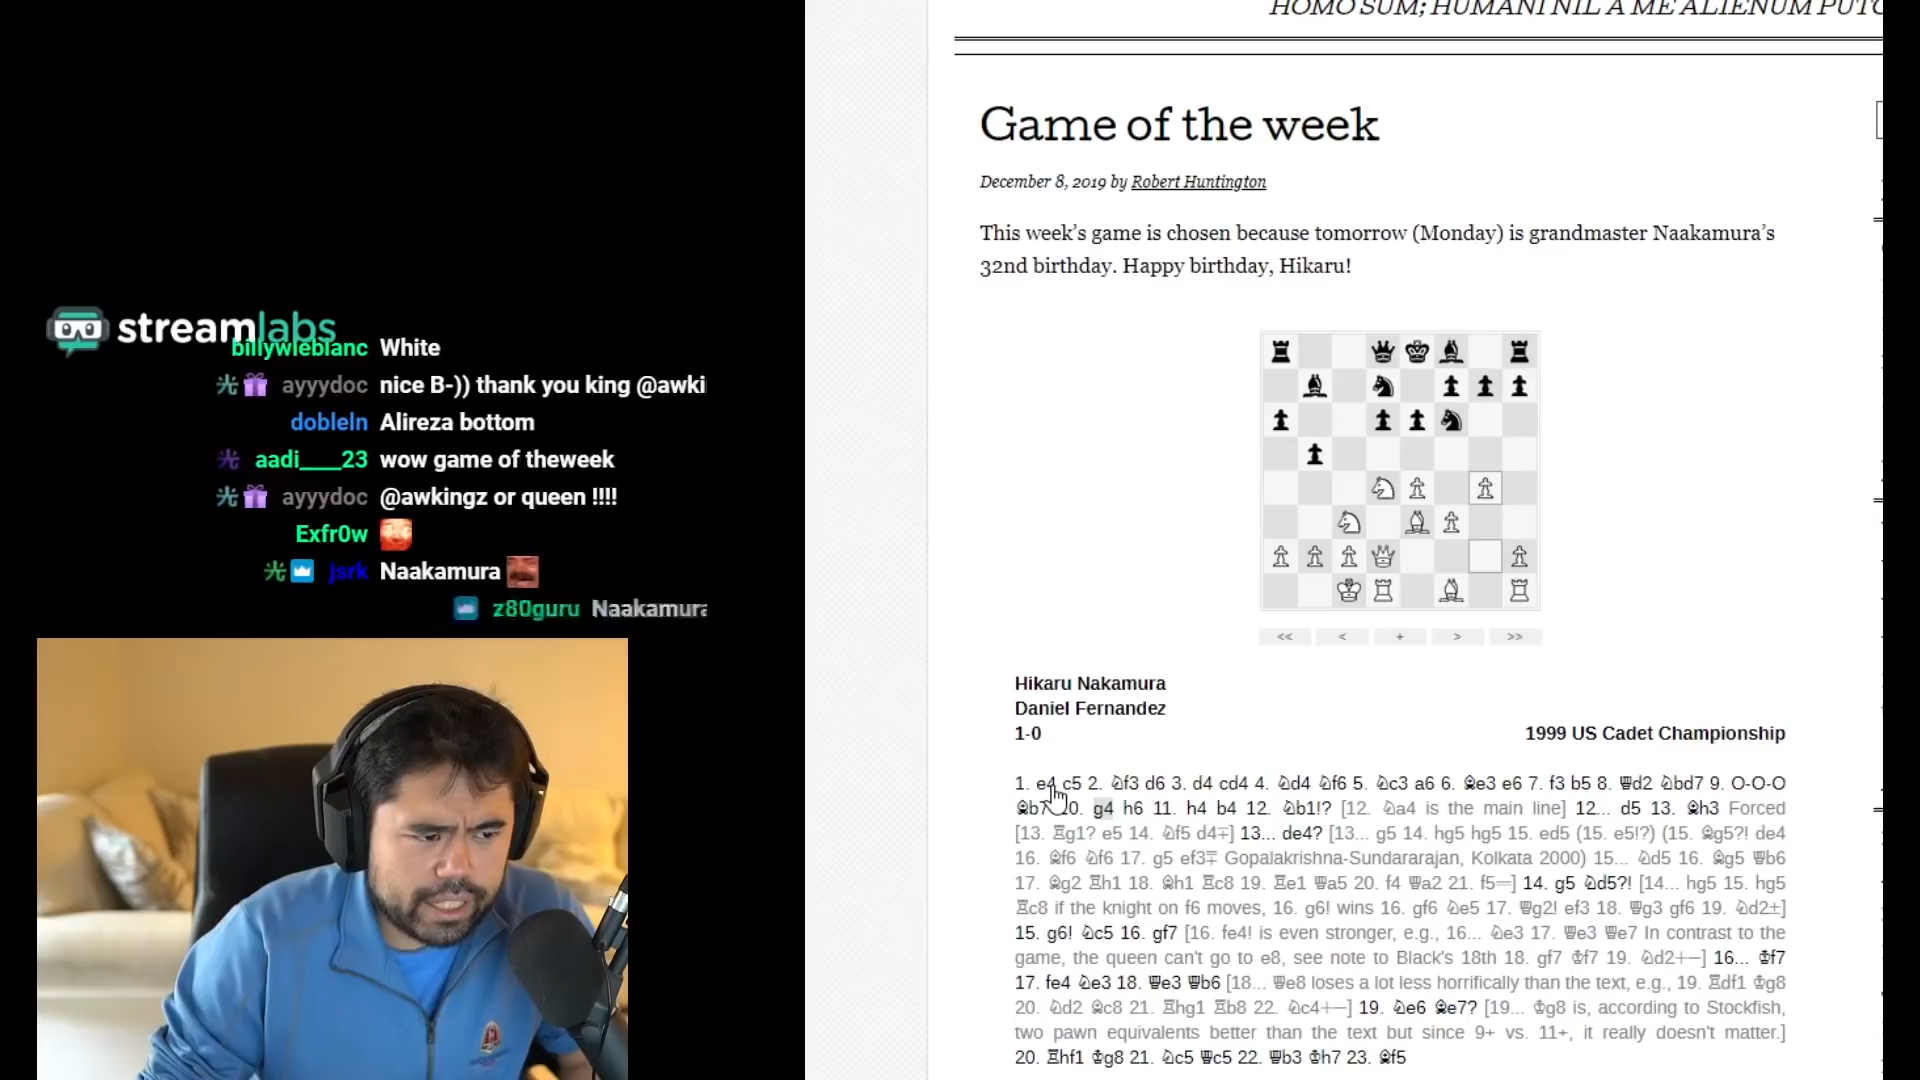 HOMO SUM; HUMANI NIL A ME ALIENUM PUTO
Game of the week
December 8, 2019 by Robert Huntington
This week's game is chosen because tomorrow (Monday) is grandmaster Naakamura's
32nd birthday. Happy birthday, Hikaru!
streamlabs
billywleblanc White
ayyydoc nice B-)) thank you king @awki
dobleln Alireza bottom
aadi___23 wow game of theweek
ayyydoc @awkingz or queen !!!!
Exfr0w
jsrk Naakamura
z80guru Naakamura
<< < + > >>
Hikaru Nakamura
Daniel Fernandez
1-0 1999 US Cadet Championship
1. e4 c5 2. ♘f3 d6 3. d4 cd4 4. ♘d4 ♘f6 5. ♘c3 a6 6. ♗e3 e6 7. f3 b5 8. ♕d2 ♘bd7 9. O-O-O
♗b7 10. g4 h6 11. h4 b4 12. ♘b1!? [12. ♘a4 is the main line] 12... d5 13. ♗h3 Forced
[13. ♖g1? e5 14. ♘f5 d4∓] 13... de4? [13... g5 14. hg5 hg5 15. ed5 (15. e5!?) (15. ♗g5?! de4
16. ♗f6 ♘f6 17. g5 ef3∓ Gopalakrishna-Sundararajan, Kolkata 2000) 15... ♘d5 16. ♗g5 ♕b6
17. ♗g2 ♖h1 18. ♗h1 ♖c8 19. ♖e1 ♕a5 20. f4 ♕a2 21. f5=] 14. g5 ♘d5?! [14... hg5 15. hg5
♖c8 if the knight on f6 moves, 16. g6! wins 16. gf6 ♘e5 17. ♕g2! ef3 18. ♕g3 gf6 19. ♘d2±]
15. g6! ♘c5 16. gf7 [16. fe4! is even stronger, e.g., 16... ♘e3 17. ♕e3 ♕e7 In contrast to the
game, the queen can't go to e8, see note to Black's 18th 18. gf7 ♔f7 19. ♘d2+−] 16... ♔f7
17. fe4 ♘e3 18. ♕e3 ♕b6 [18... ♕e8 loses a lot less horrifically than the text, e.g., 19. ♖df1 ♔g8
20. ♘d2 ♗c8 21. ♖hg1 ♖b8 22. ♘c4+−] 19. ♘e6 ♗e7? [19... ♔g8 is, according to Stockfish,
two pawn equivalents better than the text but since 9+ vs. 11+, it really doesn't matter.]
20. ♖hf1 ♔g8 21. ♘c5 ♕c5 22. ♕b3 ♔h7 23. ♗f5